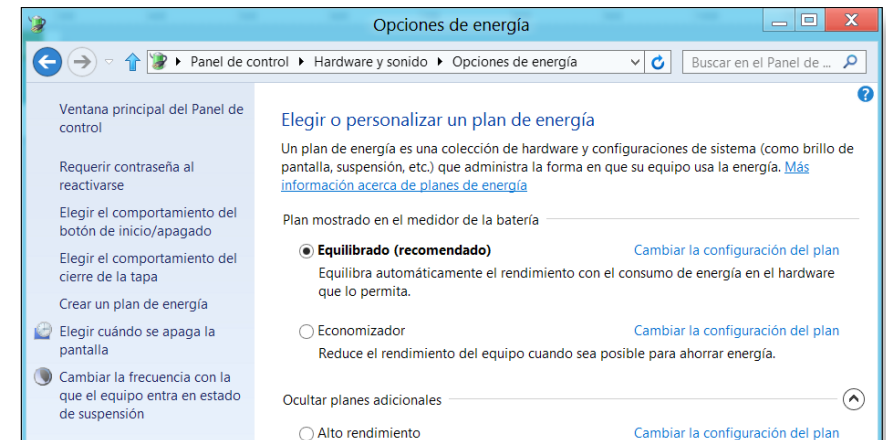 Opciones de energía
X
Panel de control ▸ Hardware y sonido ▸ Opciones de energía
Buscar en el Panel de ...
Ventana principal del Panel de
control
Requerir contraseña al
reactivarse
Elegir el comportamiento del
botón de inicio/apagado
Elegir el comportamiento del
cierre de la tapa
Crear un plan de energía
Elegir cuándo se apaga la
pantalla
Cambiar la frecuencia con la
que el equipo entra en estado
de suspensión
?
Elegir o personalizar un plan de energía
Un plan de energía es una colección de hardware y configuraciones de sistema (como brillo de
pantalla, suspensión, etc.) que administra la forma en que su equipo usa la energía. Más
información acerca de planes de energía
Plan mostrado en el medidor de la batería
Equilibrado (recomendado) Cambiar la configuración del plan
Equilibra automáticamente el rendimiento con el consumo de energía en el hardware
que lo permita.
Economizador Cambiar la configuración del plan
Reduce el rendimiento del equipo cuando sea posible para ahorrar energía.
Ocultar planes adicionales
Alto rendimiento Cambiar la configuración del plan